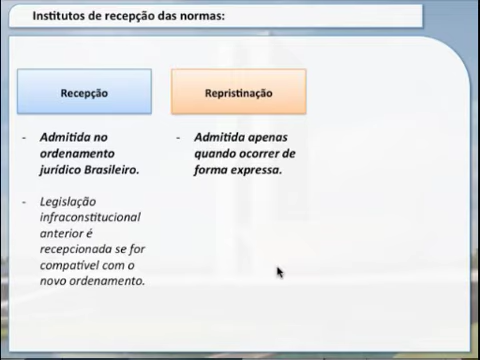 Institutos de recepção das normas:
Recepção
- Admitida no
ordenamento
jurídico Brasileiro.
- Legislação
infraconstitucional
anterior é
recepcionada se for
compatível com o
novo ordenamento.
Repristinação
- Admitida apenas
quando ocorrer de
forma expressa.